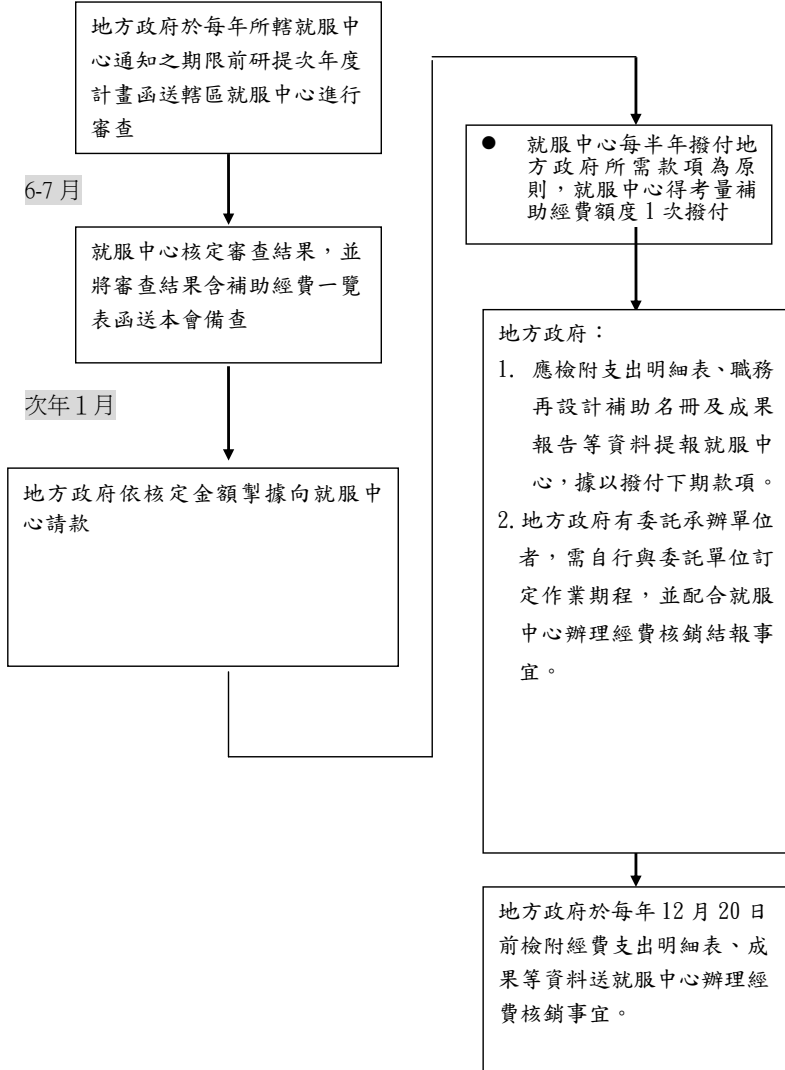 地方政府於每年所轄就服中
心通知之期限前研提次年度
計畫函送轄區就服中心進行
審查
6-7 月
就服中心核定審查結果，並
將審查結果含補助經費一覽
表函送本會備查
次年 1 月
地方政府依核定金額掣據向就服中
心請款
● 就服中心每半年撥付地
方政府所需款項為原
則，就服中心得考量補
助經費額度 1 次撥付
地方政府：
1. 應檢附支出明細表、職務
再設計補助名冊及成果
報告等資料提報就服中
心，據以撥付下期款項。
2. 地方政府有委託承辦單位
者，需自行與委託單位訂
定作業期程，並配合就服
中心辦理經費核銷結報事
宜。
地方政府於每年 12 月 20 日
前檢附經費支出明細表、成
果等資料送就服中心辦理經
費核銷事宜。